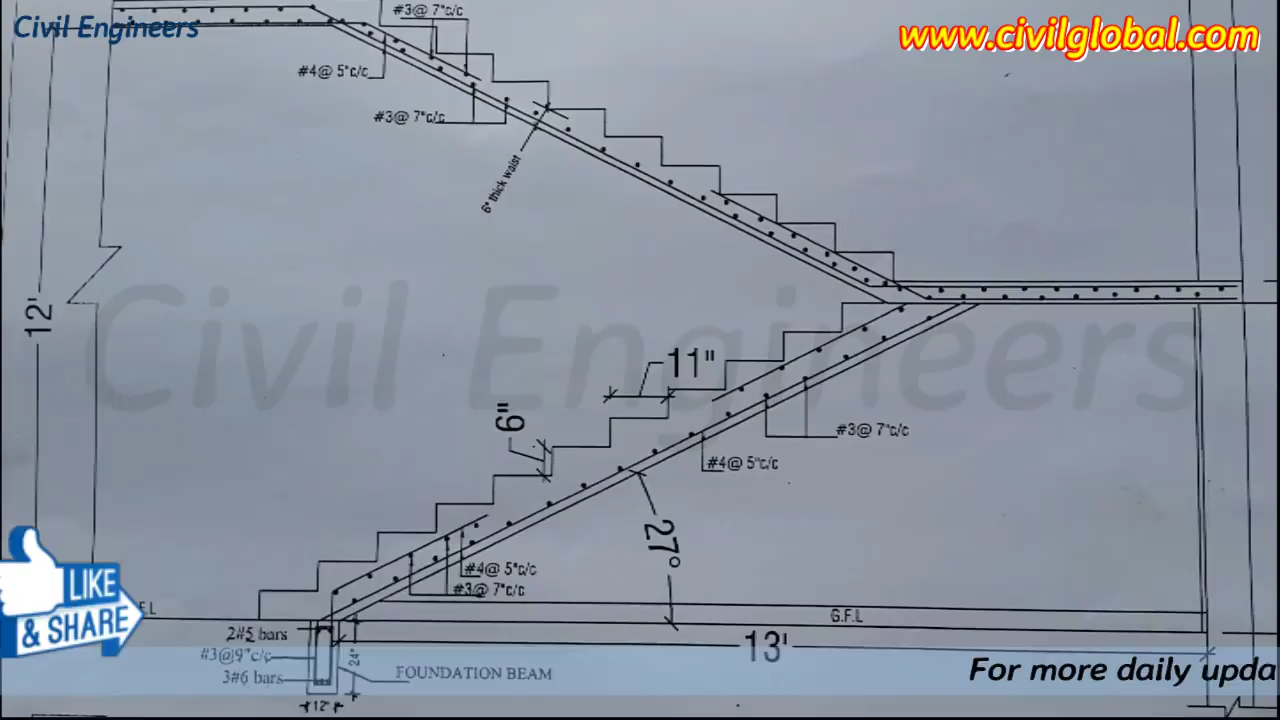 Civil Engineers
www.civilglobal.com
#3@ 7"c/c
#4@ 5"c/c
#3@ 7"c/c
6" thick waist
12'
Civil Engineers
11"
6"
#3@ 7"c/c
#4@ 5"c/c
27°
#4@ 5"c/c
#3@ 7"c/c
LIKE
& SHARE
F.L
G.F.L
2#5 bars
#3@9"c/c
3#6 bars
24"
FOUNDATION BEAM
12"
13'
For more daily upda